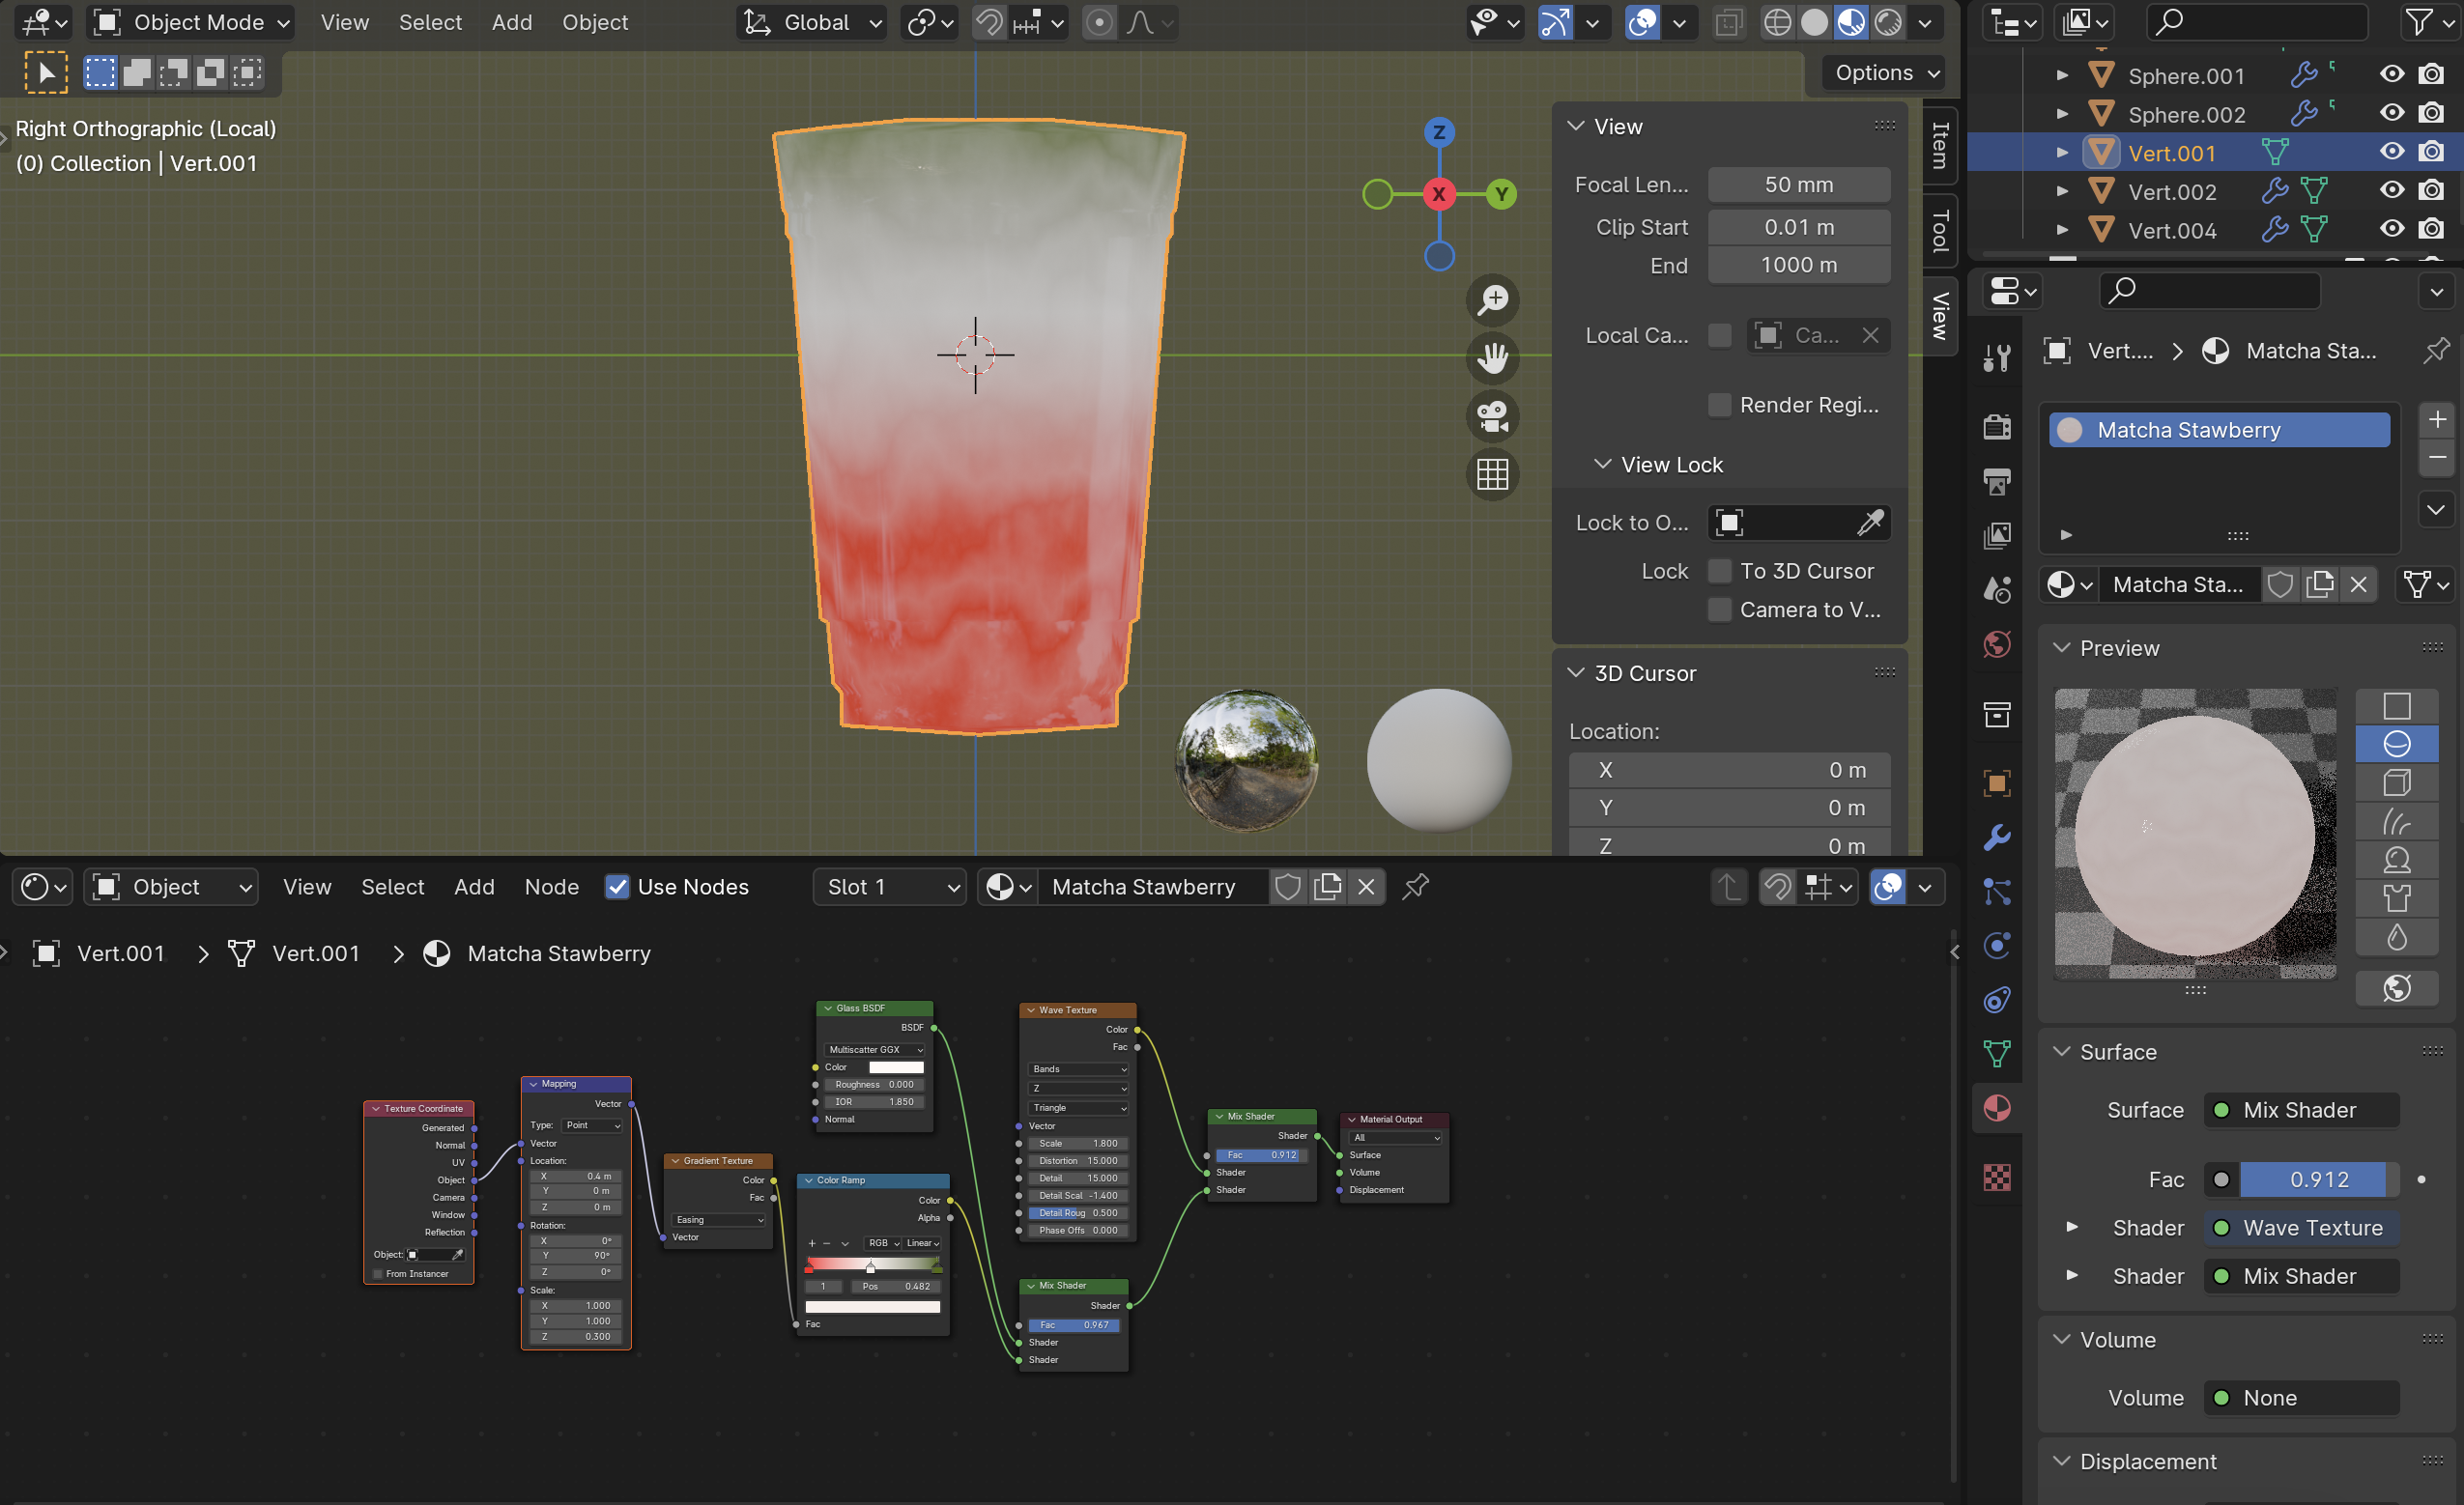 Object Mode View Select Add Object Global
Options
Right Orthographic (Local)
(0) Collection | Vert.001
Z
X
Y
View
Focal Len... 50 mm
Clip Start 0.01 m
End 1000 m
Local Ca... Ca...
Render Regi...
View Lock
Lock to O...
Lock To 3D Cursor
Camera to V...
3D Cursor
Location:
X 0 m
Y 0 m
Z 0 m
Item
Tool
View
Sphere.001
Sphere.002
Vert.001
Vert.002
Vert.004
Vert.... Matcha Sta...
Matcha Stawberry
Matcha Sta...
Preview
Surface
Surface Mix Shader
Fac 0.912
Shader Wave Texture
Shader Mix Shader
Volume
Volume None
Displacement
Object View Select Add Node Use Nodes Slot 1 Matcha Stawberry
Vert.001 Vert.001 Matcha Stawberry
Texture Coordinate
Generated
Normal
UV
Object
Camera
Window
Reflection
Object:
From Instancer
Mapping
Vector
Type: Point
Vector
Location:
X 0.4 m
Y 0 m
Z 0 m
Rotation:
X 0°
Y 90°
Z 0°
Scale:
X 1.000
Y 1.000
Z 0.300
Gradient Texture
Color
Fac
Easing
Vector
Glass BSDF
BSDF
Multiscatter GGX
Color
Roughness 0.000
IOR 1.850
Normal
Color Ramp
Color
Alpha
RGB Linear
1 Pos 0.482
Fac
Wave Texture
Color
Fac
Bands
Z
Triangle
Vector
Scale 1.800
Distortion 15.000
Detail 15.000
Detail Scal -1.400
Detail Roug 0.500
Phase Offs 0.000
Mix Shader
Shader
Fac 0.967
Shader
Shader
Mix Shader
Shader
Fac 0.912
Shader
Shader
Material Output
All
Surface
Volume
Displacement